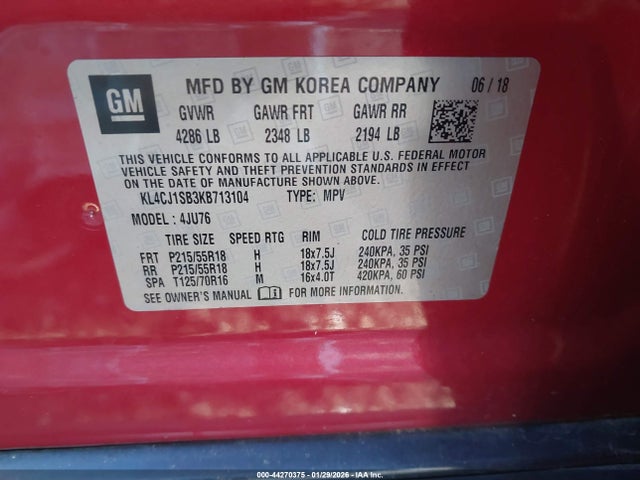 GM
MFD BY GM KOREA COMPANY 06 / 18
GVWR GAWR FRT GAWR RR
4286 LB 2348 LB 2194 LB
THIS VEHICLE CONFORMS TO ALL APPLICABLE U.S. FEDERAL MOTOR
VEHICLE SAFETY AND THEFT PREVENTION STANDARDS IN EFFECT ON
THE DATE OF MANUFACTURE SHOWN ABOVE.
KL4CJ1SB3KB713104 TYPE: MPV
MODEL : 4JU76
TIRE SIZE SPEED RTG RIM COLD TIRE PRESSURE
FRT P215/55R18 H 18x7.5J 240KPA, 35 PSI
RR P215/55R18 H 18x7.5J 240KPA, 35 PSI
SPA T125/70R16 M 16x4.0T 420KPA, 60 PSI
SEE OWNER'S MANUAL FOR MORE INFORMATION
000-44270375 - 01/29/2026 - IAAI, Inc.